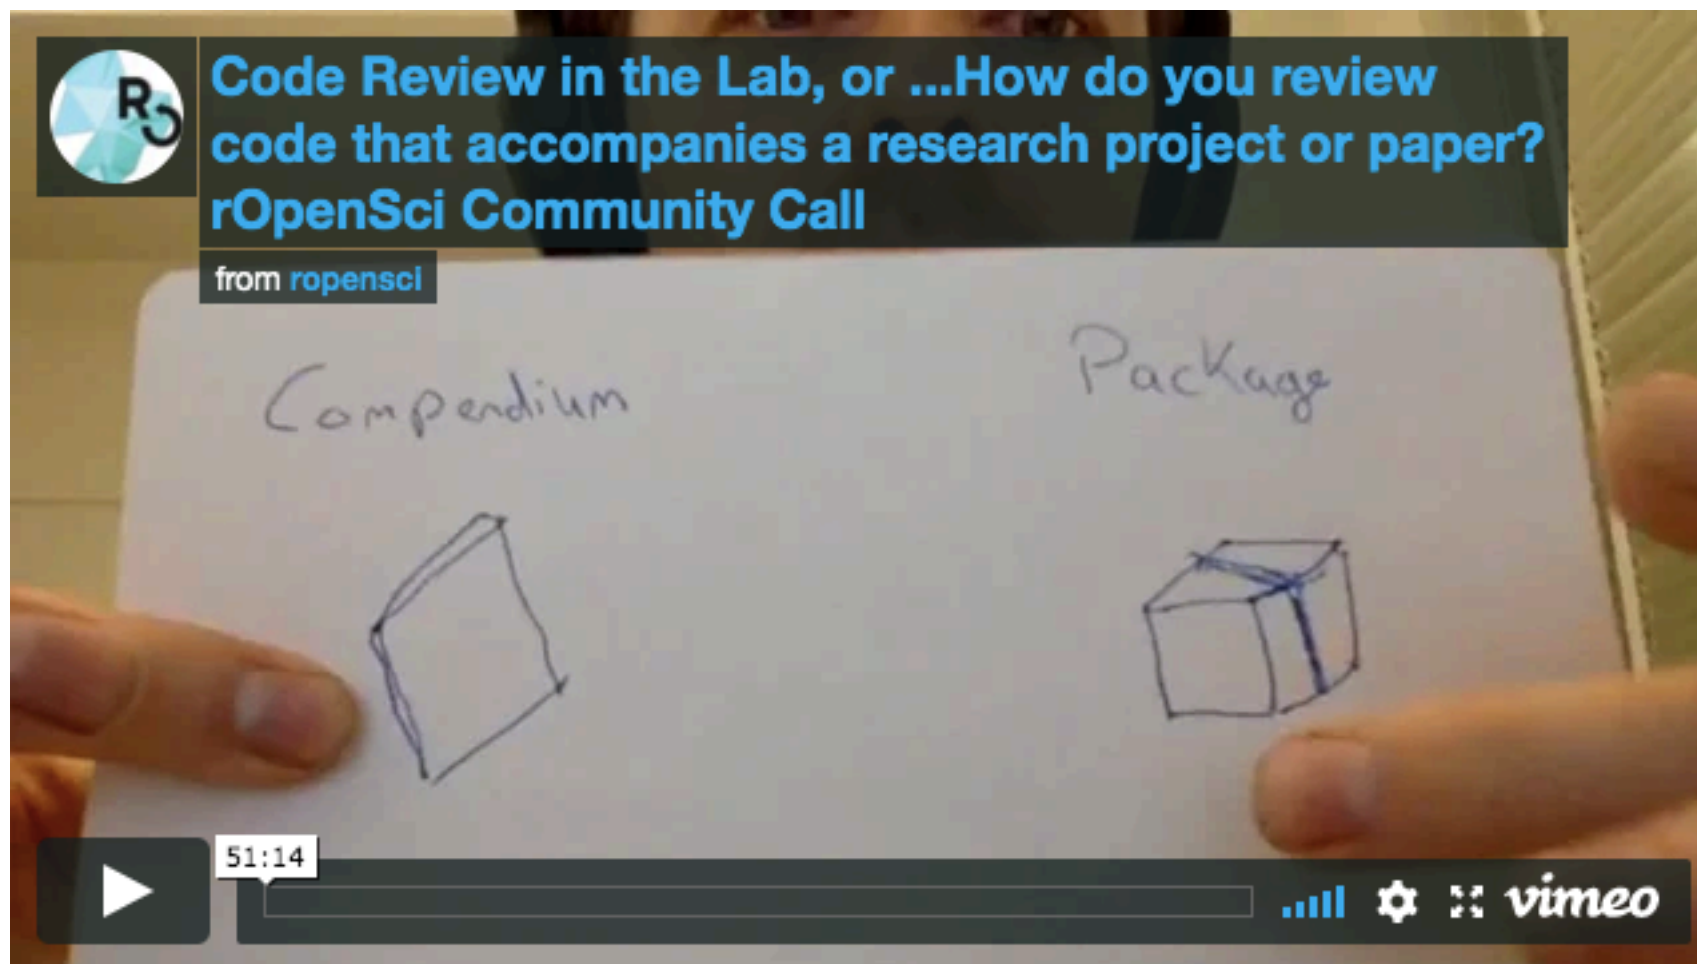 Code Review in the Lab, or ...How do you review
code that accompanies a research project or paper?
rOpenSci Community Call
from ropensci
Compendium
Package
51:14
vimeo